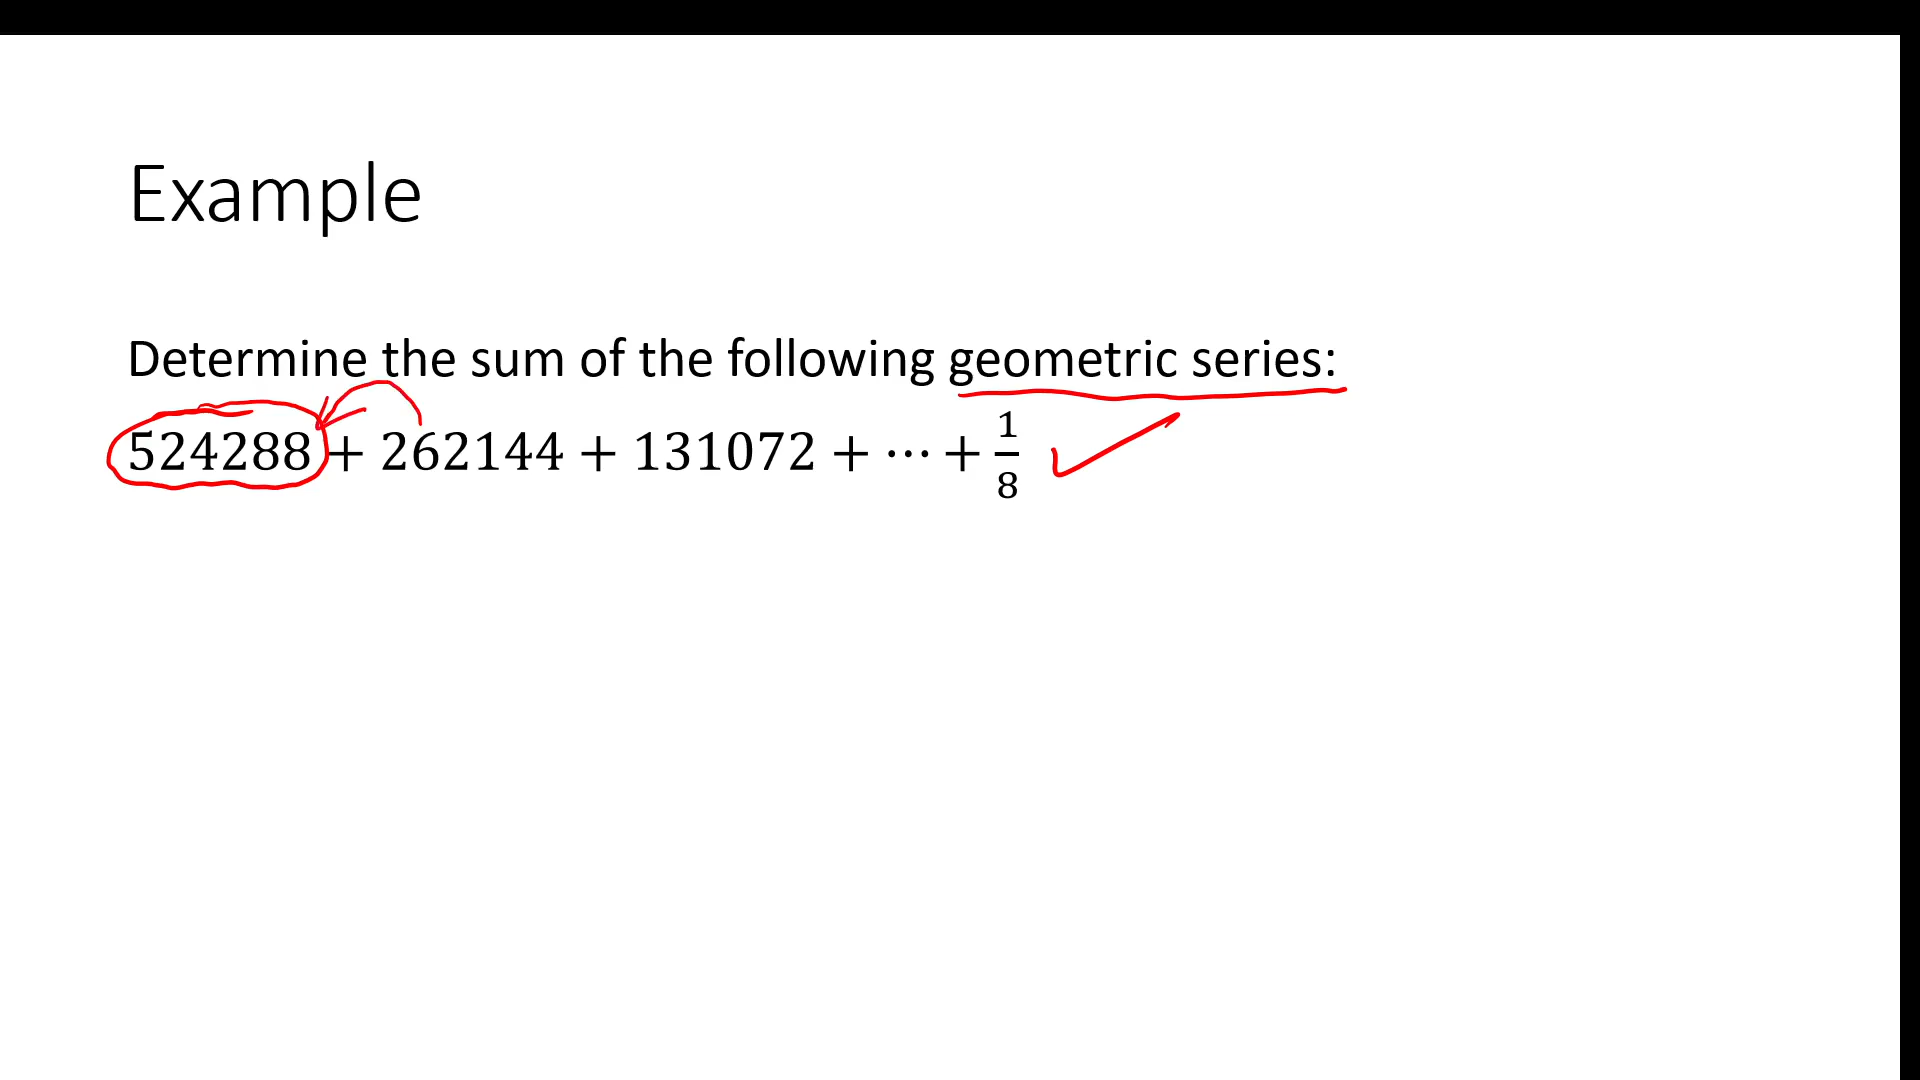 Example
Determine the sum of the following geometric series:
524288 + 262144 + 131072 + ⋯ + 1/8